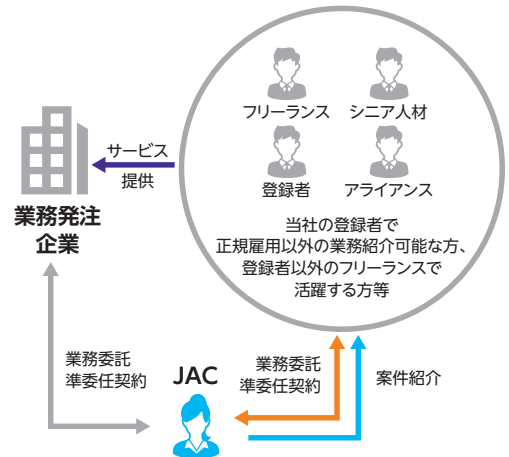 フリーランス
シニア人材
登録者
アライアンス
当社の登録者で
正規雇用以外の業務紹介可能な方、
登録者以外のフリーランスで
活躍する方等
サービス
提供
業務発注
企業
業務委託
準委任契約
JAC
業務委託
準委任契約
案件紹介